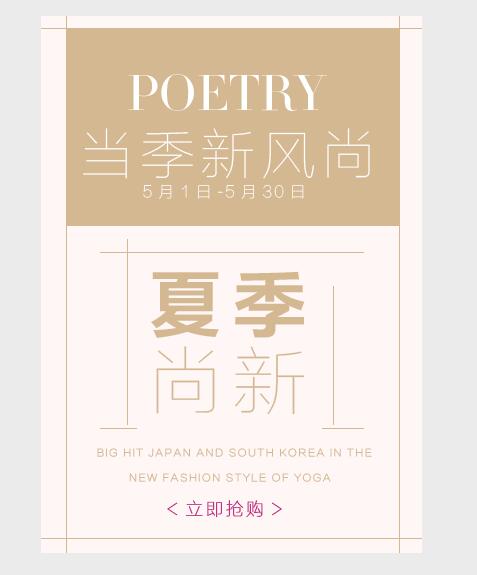 POETRY
当季新风尚
5月1日-5月30日
夏季
尚新
BIG HIT JAPAN AND SOUTH KOREA IN THE
NEW FASHION STYLE OF YOGA
< 立即抢购 >